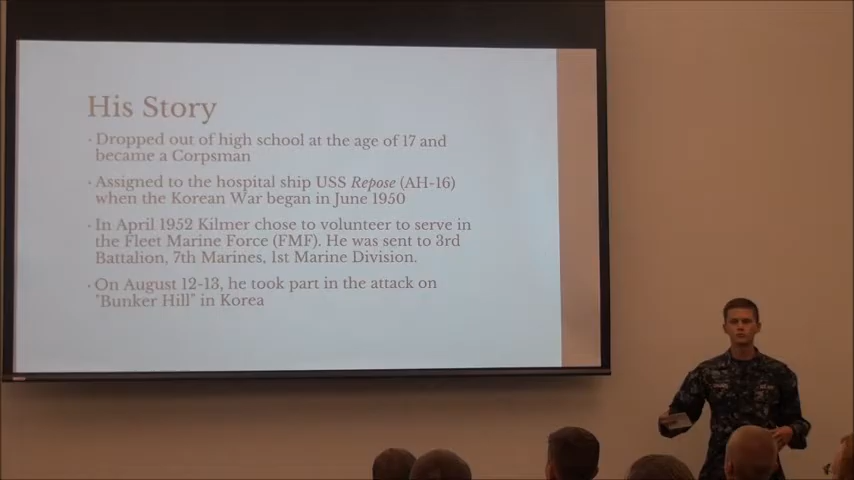 His Story
· Dropped out of high school at the age of 17 and
became a Corpsman
· Assigned to the hospital ship USS Repose (AH-16)
when the Korean War began in June 1950
· In April 1952 Kilmer chose to volunteer to serve in
the Fleet Marine Force (FMF). He was sent to 3rd
Battalion, 7th Marines, 1st Marine Division.
· On August 12-13, he took part in the attack on
"Bunker Hill" in Korea